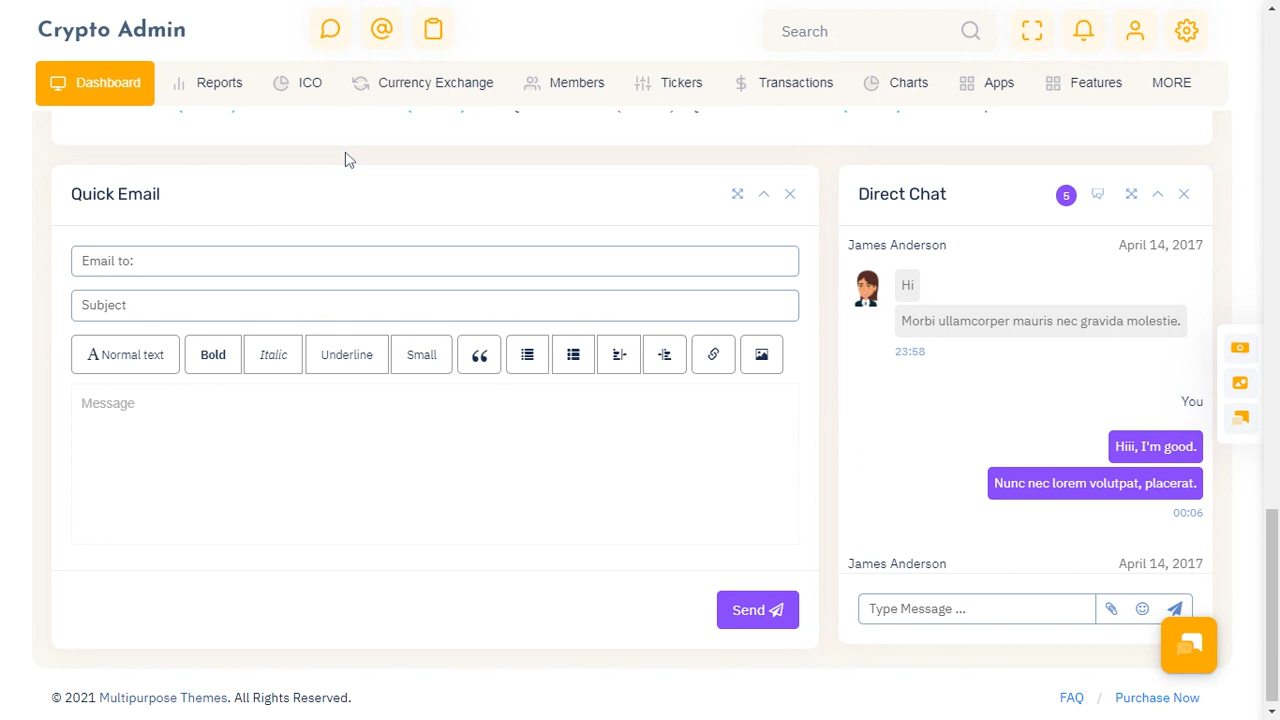 Crypto Admin
Search
Dashboard Reports ICO Currency Exchange Members Tickers Transactions Charts Apps Features MORE
Quick Email
Email to:
Subject
A Normal text Bold Italic Underline Small
Message
Send
Direct Chat 5
James Anderson April 14, 2017
Hi
Morbi ullamcorper mauris nec gravida molestie.
23:58
You
Hiii, I'm good.
Nunc nec lorem volutpat, placerat.
00:06
James Anderson April 14, 2017
Type Message ...
© 2021 Multipurpose Themes. All Rights Reserved.
FAQ / Purchase Now